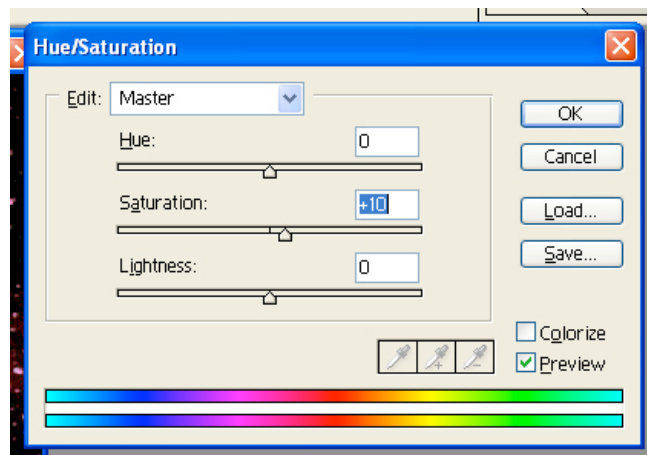 Hue/Saturation
Edit: Master
Hue: 0
Saturation: +10
Lightness: 0
OK
Cancel
Load...
Save...
Colorize
Preview